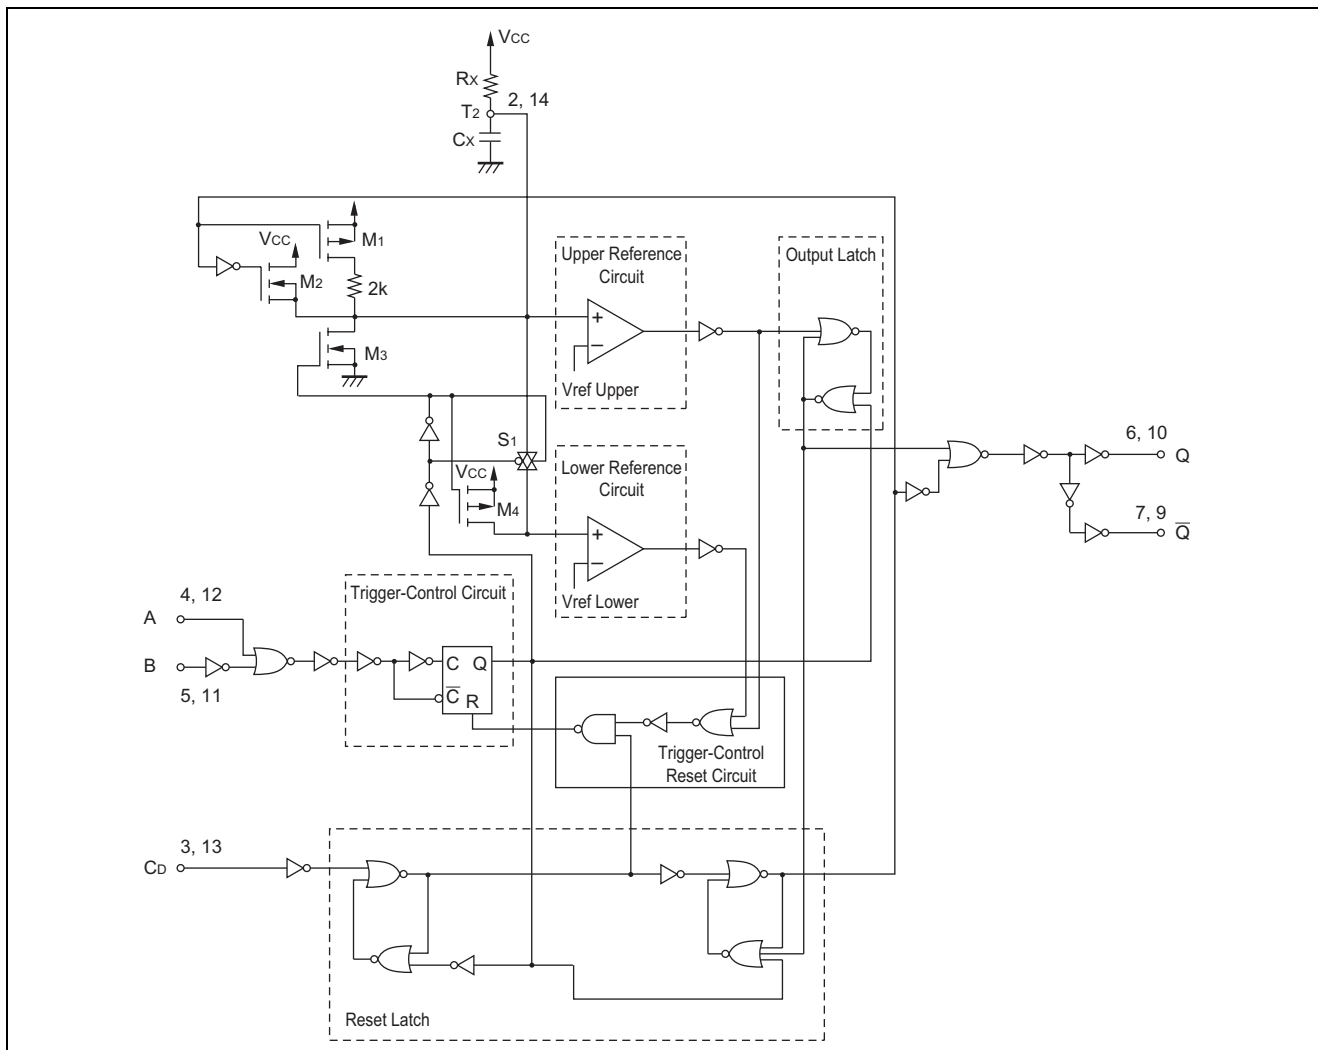 VCC
RX
T2
2, 14
CX
M1
VCC
M2
2k
M3
Upper Reference
Circuit
+
−
Vref Upper
Output Latch
S1
VCC
M4
Lower Reference
Circuit
+
−
Vref Lower
6, 10
Q
7, 9
Q̅
4, 12
A
B
5, 11
Trigger-Control Circuit
C Q
C̅ R
Trigger-Control
Reset Circuit
3, 13
CD
Reset Latch